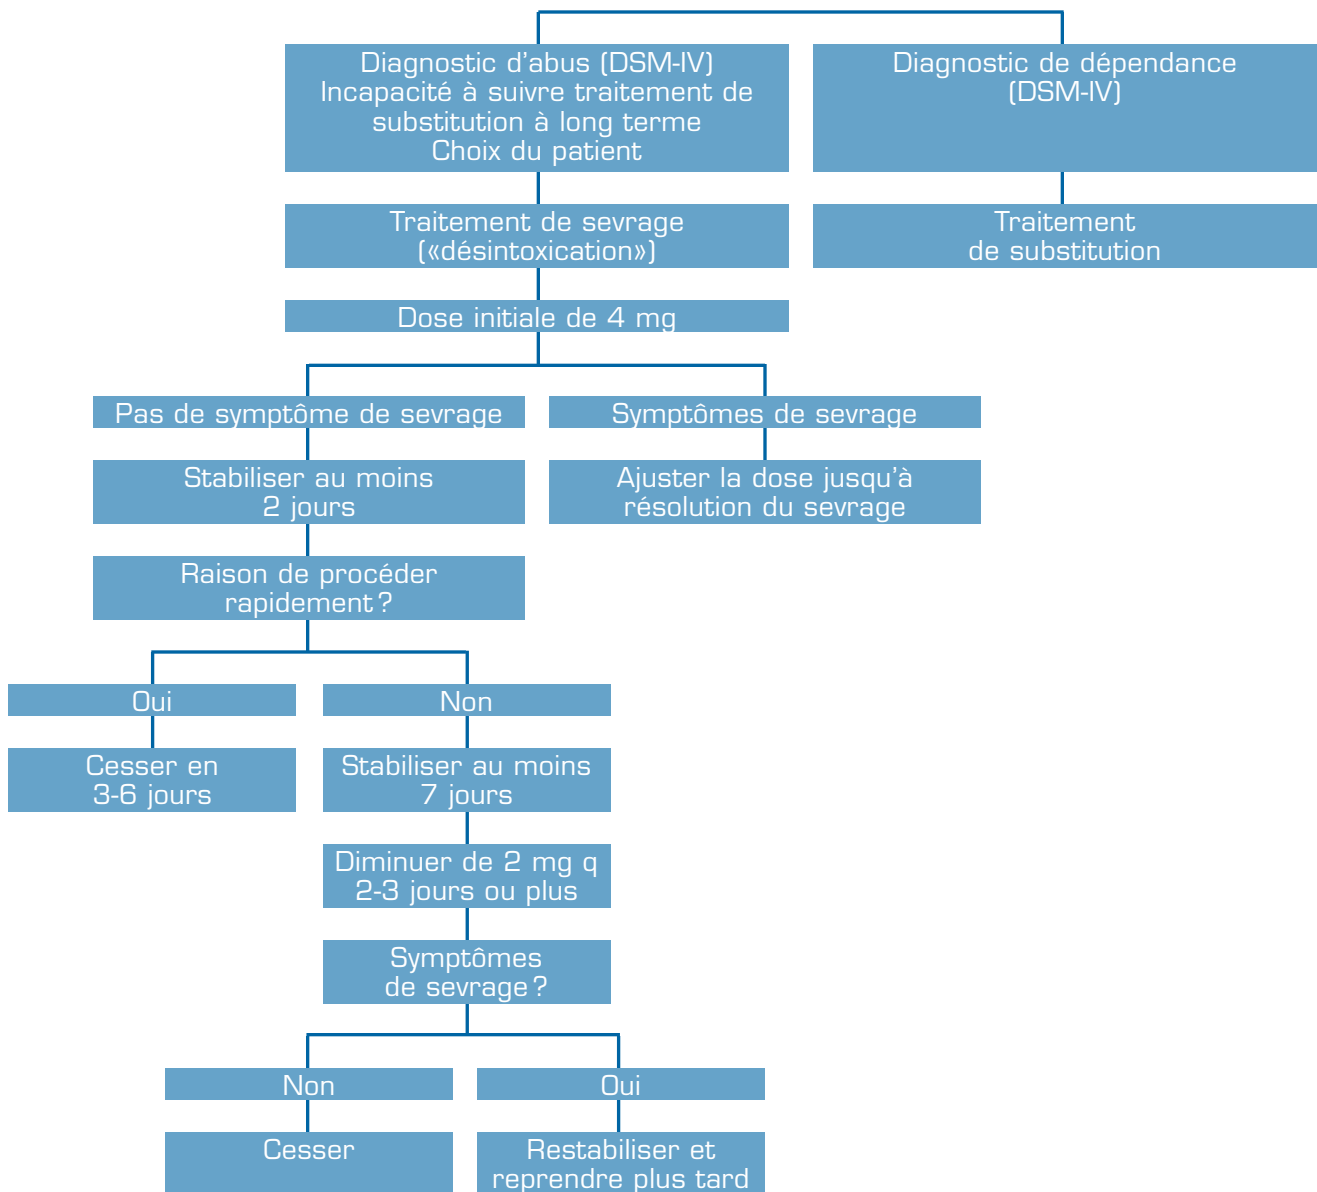 Diagnostic d'abus (DSM-IV)
Incapacité à suivre traitement de
substitution à long terme
Choix du patient
Diagnostic de dépendance
(DSM-IV)
Traitement de sevrage
(«désintoxication»)
Traitement
de substitution
Dose initiale de 4 mg
Pas de symptôme de sevrage
Symptômes de sevrage
Stabiliser au moins
2 jours
Ajuster la dose jusqu'à
résolution du sevrage
Raison de procéder
rapidement ?
Oui
Non
Cesser en
3-6 jours
Stabiliser au moins
7 jours
Diminuer de 2 mg q
2-3 jours ou plus
Symptômes
de sevrage ?
Non
Oui
Cesser
Restabiliser et
reprendre plus tard